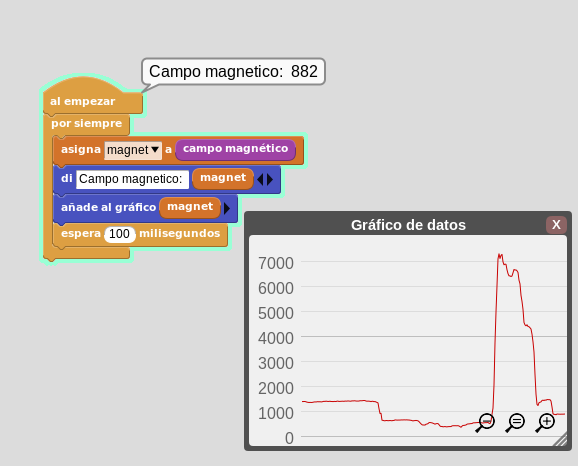 Campo magnetico: 882
al empezar
por siempre
asigna magnet a campo magnético
di Campo magnetico: magnet
añade al gráfico magnet
espera 100 milisegundos
Gráfico de datos X
7000
6000
5000
4000
3000
2000
1000
0